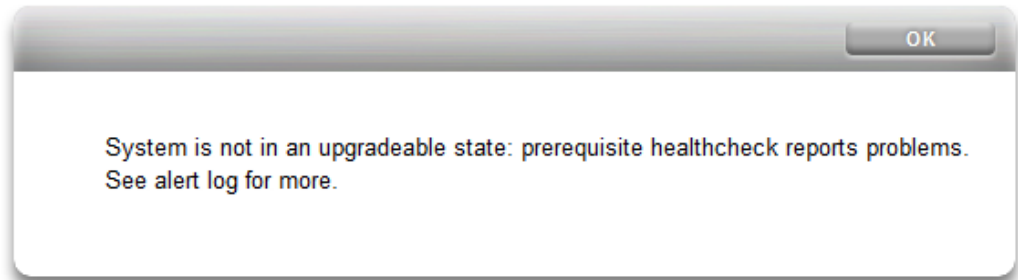 OK
System is not in an upgradeable state: prerequisite healthcheck reports problems.
See alert log for more.